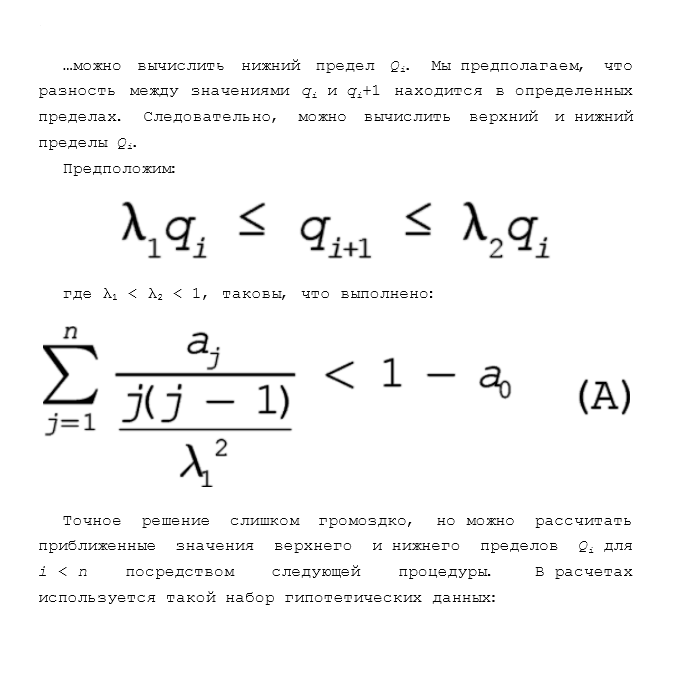 …можно вычислить нижний предел Qᵢ. Мы предполагаем, что
разность между значениями qᵢ и qᵢ+1 находится в определенных
пределах. Следовательно, можно вычислить верхний и нижний
пределы Qᵢ.
Предположим:
λ₁qᵢ ≤ qᵢ₊₁ ≤ λ₂qᵢ
где λ₁ < λ₂ < 1, таковы, что выполнено:
n
∑ aⱼ < 1 − a₀
j=1 j(j − 1) (A)
λ₁²
Точное решение слишком громоздко, но можно рассчитать
приближенные значения верхнего и нижнего пределов Qᵢ для
i < n посредством следующей процедуры. В расчетах
используется такой набор гипотетических данных: